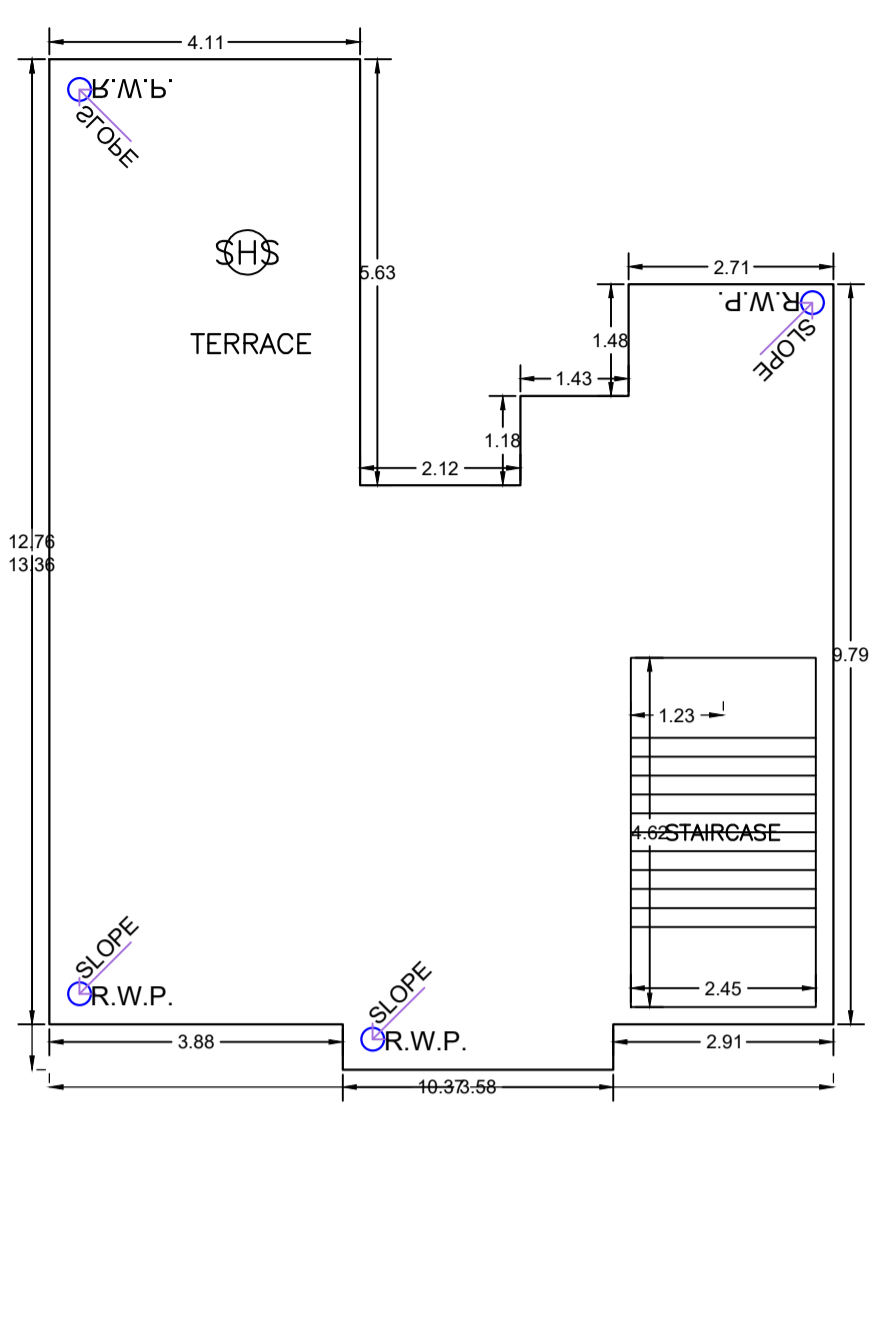 4.11
R.W.P.
SLOPE
SHS
5.63
2.71
R.W.P.
SLOPE
TERRACE
1.48
1.43
1.18
2.12
12.76
13.36
9.79
1.23
4.62
STAIRCASE
SLOPE
R.W.P.
SLOPE
R.W.P.
2.45
3.88
2.91
10.37
3.58